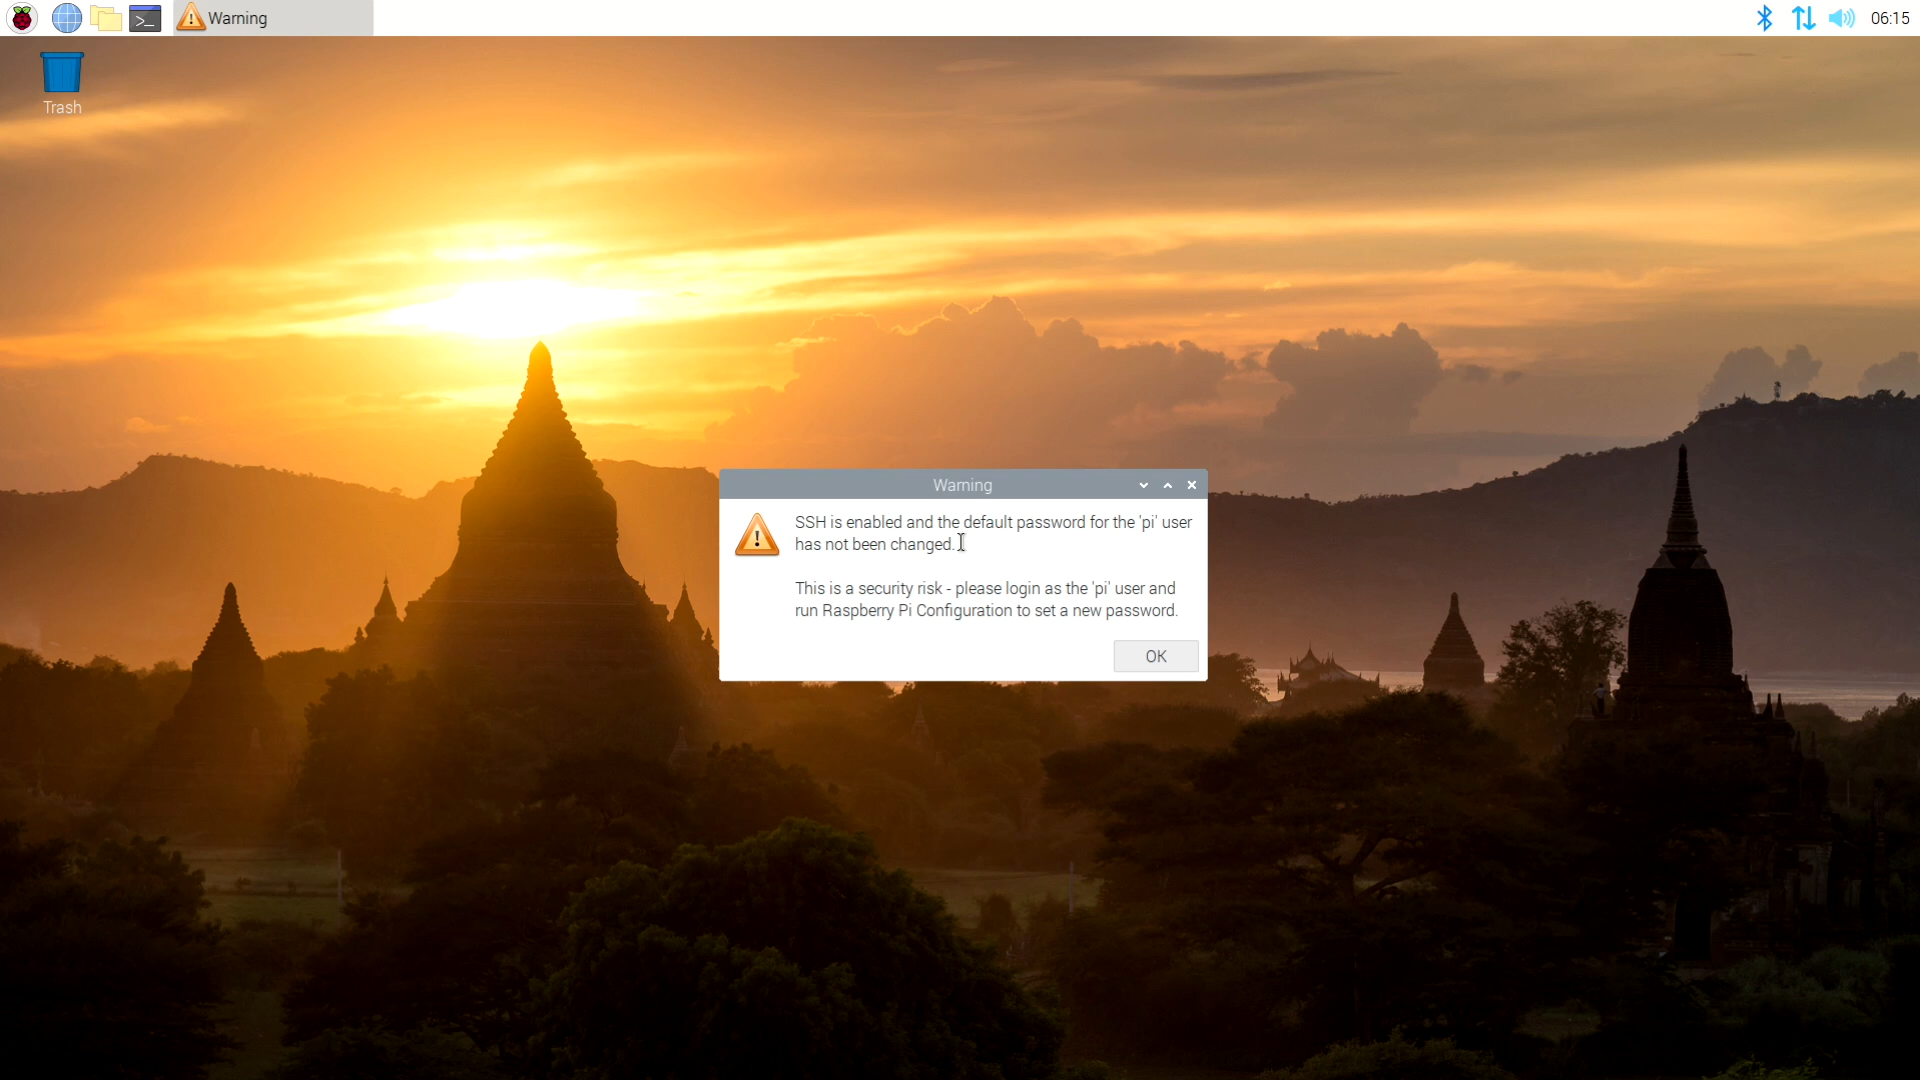 Warning
06:15
Trash
Warning
SSH is enabled and the default password for the 'pi' user
has not been changed.
This is a security risk - please login as the 'pi' user and
run Raspberry Pi Configuration to set a new password.
OK